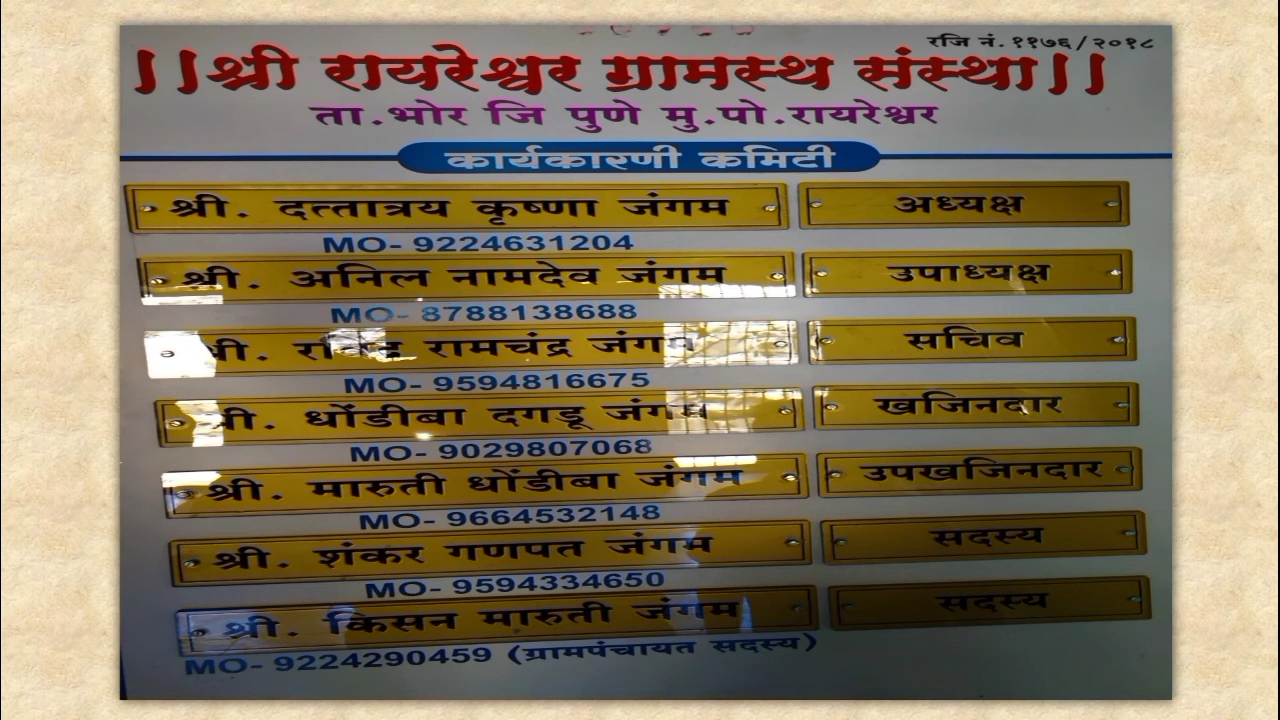 रजि नं.११७६/२०१८
||श्री रायरेश्वर ग्रामस्थ संस्था||
ता.भोर जि पुणे मु.पो.रायरेश्वर
कार्यकारणी कमिटी
श्री. दत्तात्रय कृष्णा जंगम अध्यक्ष
MO- 9224631204
श्री. अनिल नामदेव जंगम उपाध्यक्ष
MO- 8788138688
श्री. रामचंद्र जंगम सचिव
MO- 9594816675
श्री. धोंडीबा दगडू जंगम खजिनदार
MO- 9029807068
श्री. मारुती धोंडीबा जंगम उपखजिनदार
MO- 9664532148
श्री. शंकर गणपत जंगम सदस्य
MO- 9594334650
श्री. किसन मारुती जंगम सदस्य
MO- 9224290459 (ग्रामपंचायत सदस्य)